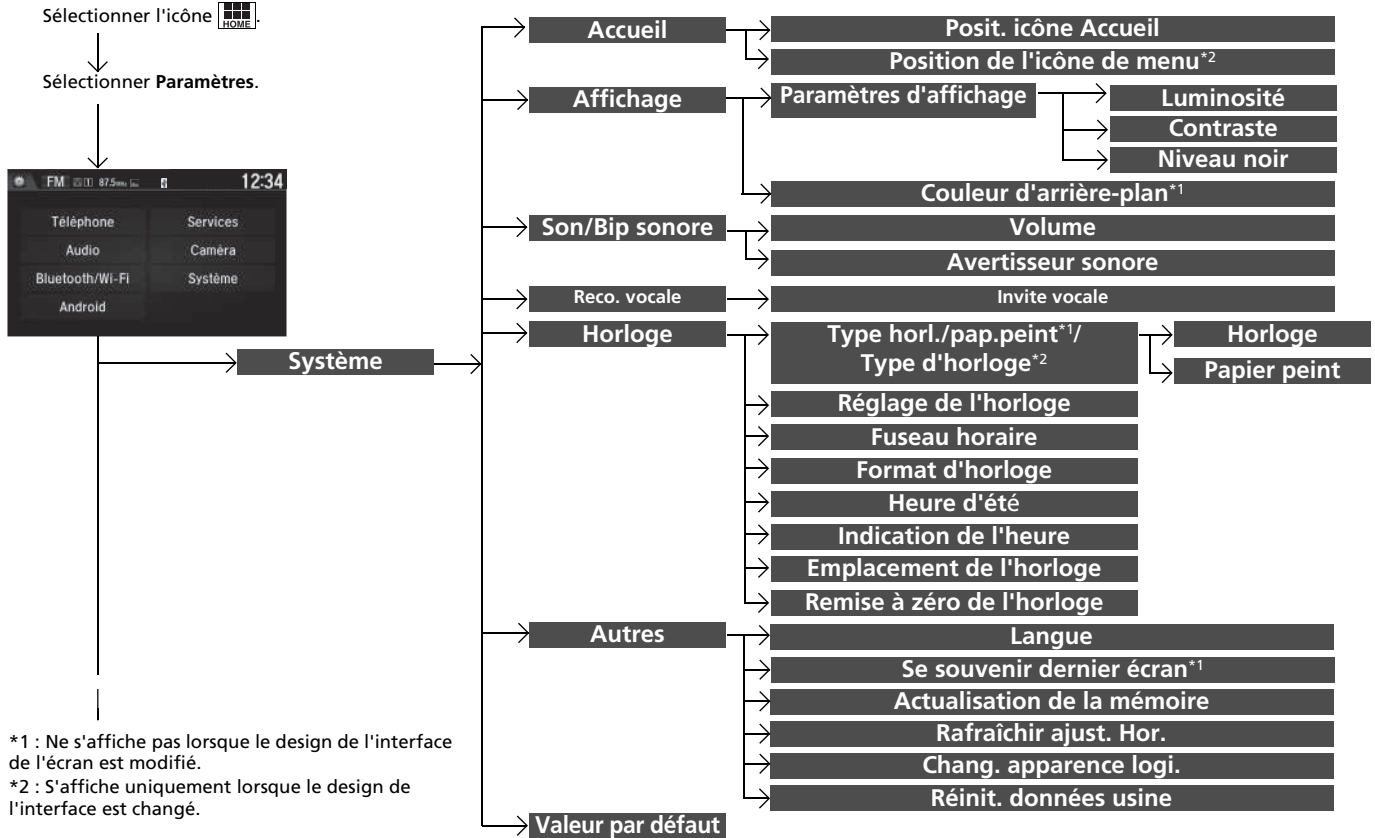 Sélectionner l'icône HOME.
Sélectionner Paramètres.
FM 87.5MHz
12:34
Téléphone
Services
Audio
Caméra
Bluetooth/Wi-Fi
Système
Android
Système
Accueil
Posit. icône Accueil
Position de l'icône de menu*2
Affichage
Paramètres d'affichage
Luminosité
Contraste
Niveau noir
Couleur d'arrière-plan*1
Son/Bip sonore
Volume
Avertisseur sonore
Reco. vocale
Invite vocale
Horloge
Type horl./pap.peint*1/
Type d'horloge*2
Horloge
Papier peint
Réglage de l'horloge
Fuseau horaire
Format d'horloge
Heure d'été
Indication de l'heure
Emplacement de l'horloge
Remise à zéro de l'horloge
Autres
Langue
Se souvenir dernier écran*1
Actualisation de la mémoire
Rafraîchir ajust. Hor.
Chang. apparence logi.
Réinit. données usine
Valeur par défaut
*1 : Ne s'affiche pas lorsque le design de l'interface
de l'écran est modifié.
*2 : S'affiche uniquement lorsque le design de
l'interface est changé.